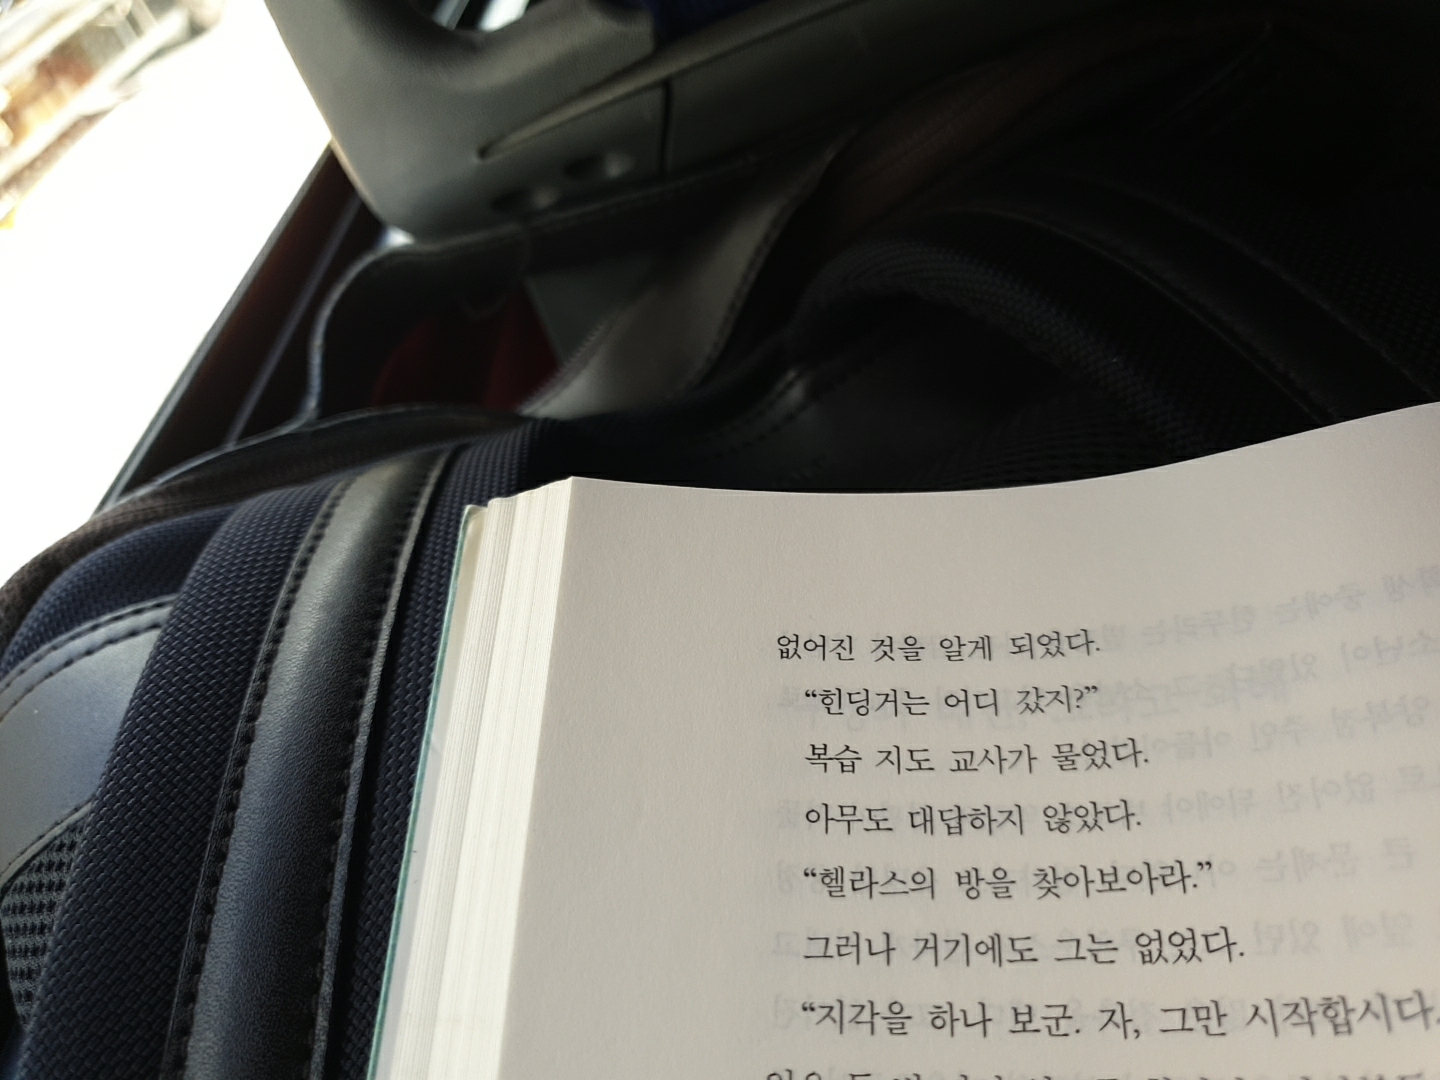 없어진 것을 알게 되었다.
“힌딩거는 어디 갔지?”
복습 지도 교사가 물었다.
아무도 대답하지 않았다.
“헬라스의 방을 찾아보아라.”
그러나 거기에도 그는 없었다.
“지각을 하나 보군. 자, 그만 시작합시다.